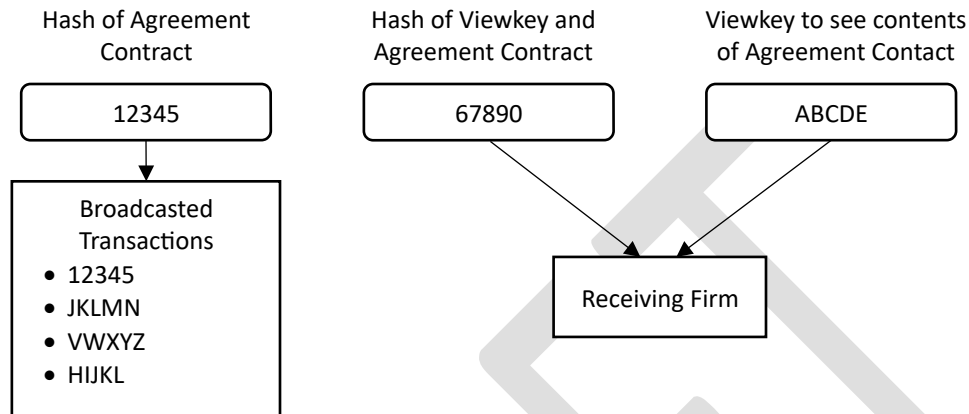 Hash of Agreement
Contract
12345
Broadcasted
Transactions
• 12345
• JKLMN
• VWXYZ
• HIJKL
Hash of Viewkey and
Agreement Contract
67890
Viewkey to see contents
of Agreement Contact
ABCDE
Receiving Firm